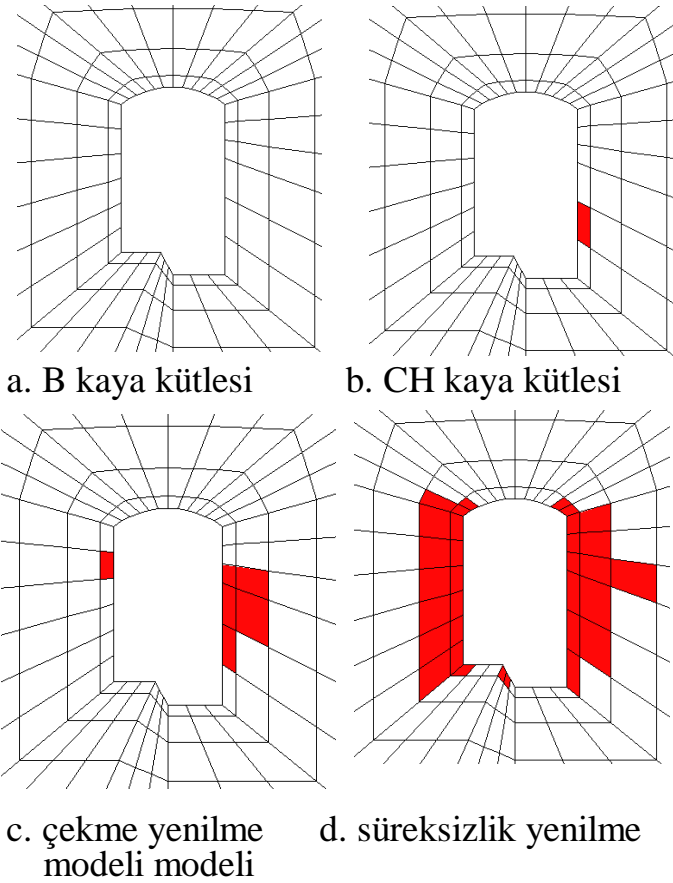 a. B kaya kütlesi
b. CH kaya kütlesi
c. çekme yenilme
modeli modeli
d. süreksizlik yenilme